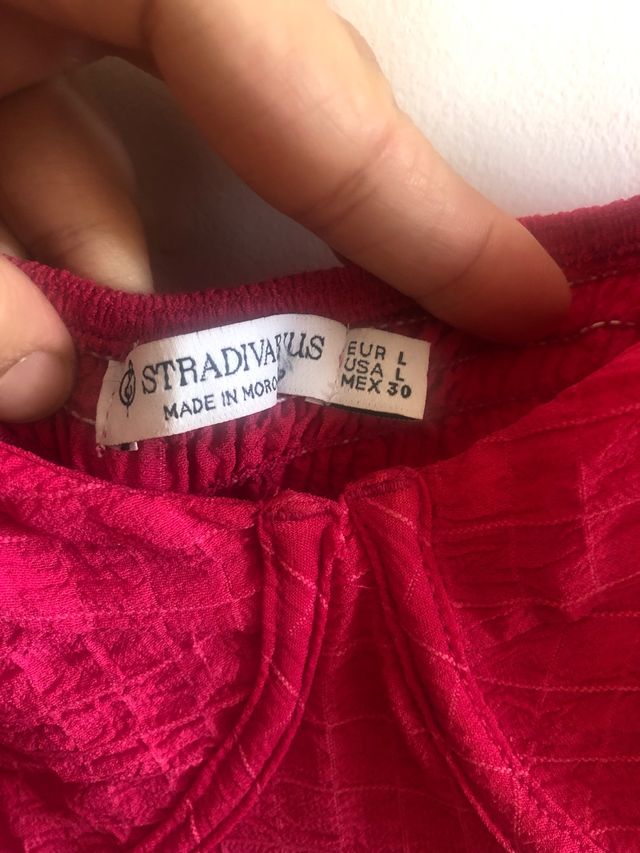 STRADIVARIUS
MADE IN MORO
EUR L
USA L
MEX 30